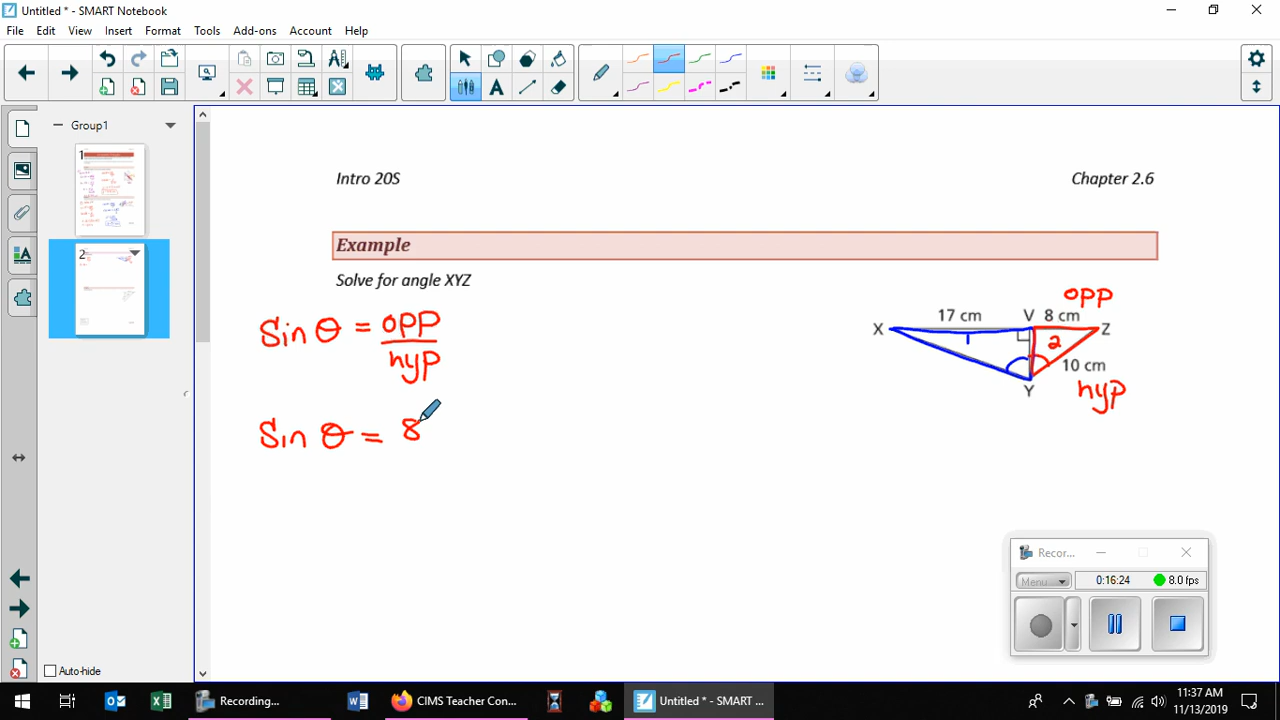 Untitled * - SMART Notebook
File Edit View Insert Format Tools Add-ons Account Help
Group1
1
2
Auto-hide
Intro 20S
Chapter 2.6
Example
Solve for angle XYZ
Sin θ = opp
hyp
Sin θ = 8
opp
17 cm V 8 cm
X Z
1 2
10 cm
Y
hyp
Recor...
Menu 0:16:24 8.0 fps
Recording... CIMS Teacher Con... Untitled * - SMART ...
11:37 AM
11/13/2019